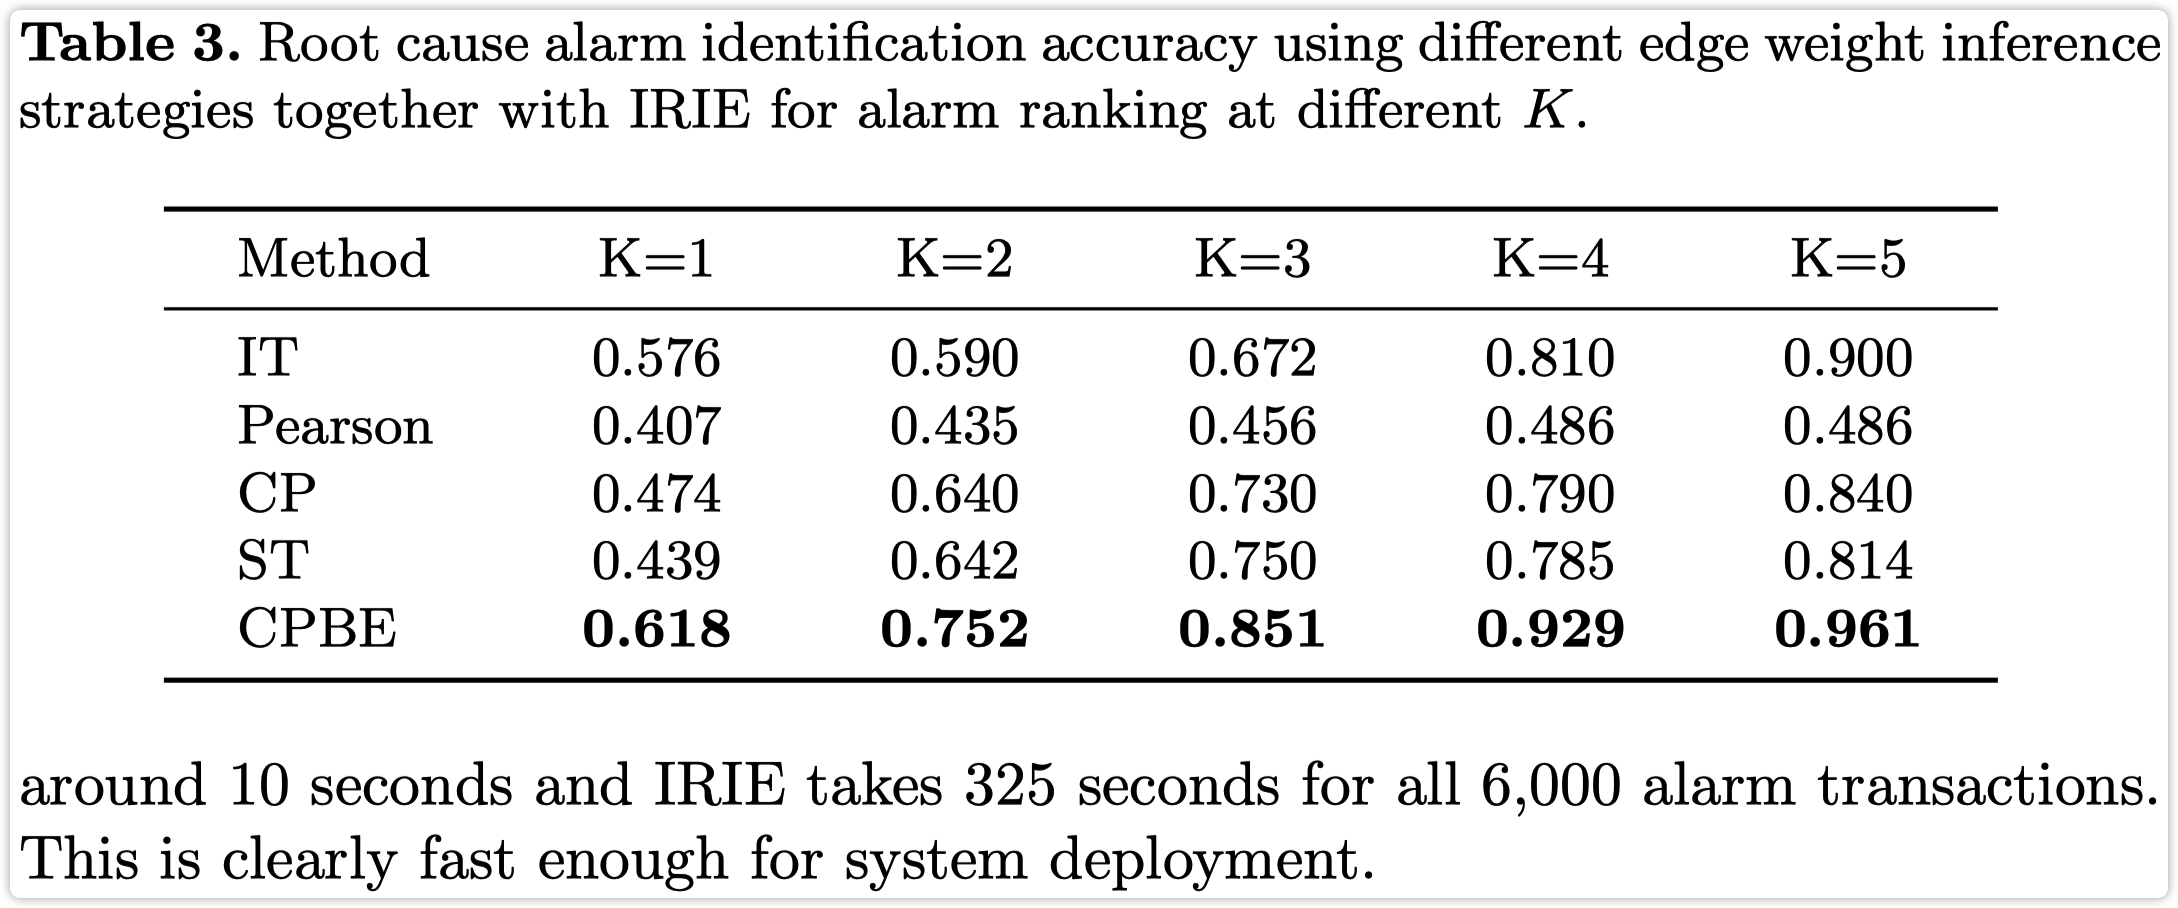 Table 3. Root cause alarm identification accuracy using different edge weight inference
strategies together with IRIE for alarm ranking at different K.
Method K=1 K=2 K=3 K=4 K=5
IT 0.576 0.590 0.672 0.810 0.900
Pearson 0.407 0.435 0.456 0.486 0.486
CP 0.474 0.640 0.730 0.790 0.840
ST 0.439 0.642 0.750 0.785 0.814
CPBE 0.618 0.752 0.851 0.929 0.961
around 10 seconds and IRIE takes 325 seconds for all 6,000 alarm transactions.
This is clearly fast enough for system deployment.